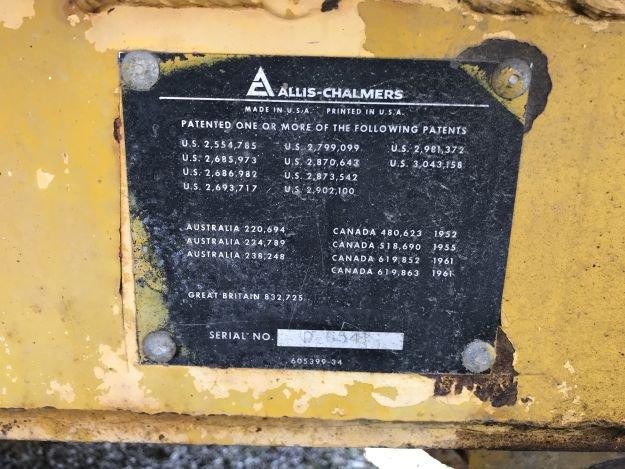 ALLIS-CHALMERS
MADE IN U.S.A. PRINTED IN U.S.A.
PATENTED ONE OR MORE OF THE FOLLOWING PATENTS
U.S. 2,554,785 U.S. 2,799,099 U.S. 2,981,372
U.S. 2,685,973 U.S. 2,870,643 U.S. 3,043,158
U.S. 2,686,982 U.S. 2,873,542
U.S. 2,693,717 U.S. 2,902,100
AUSTRALIA 220,694 CANADA 480,623 1952
AUSTRALIA 224,789 CANADA 518,690 1955
AUSTRALIA 238,248 CANADA 619,852 1961
CANADA 619,863 1961
GREAT BRITAIN 832,725
SERIAL NO.
605399-34